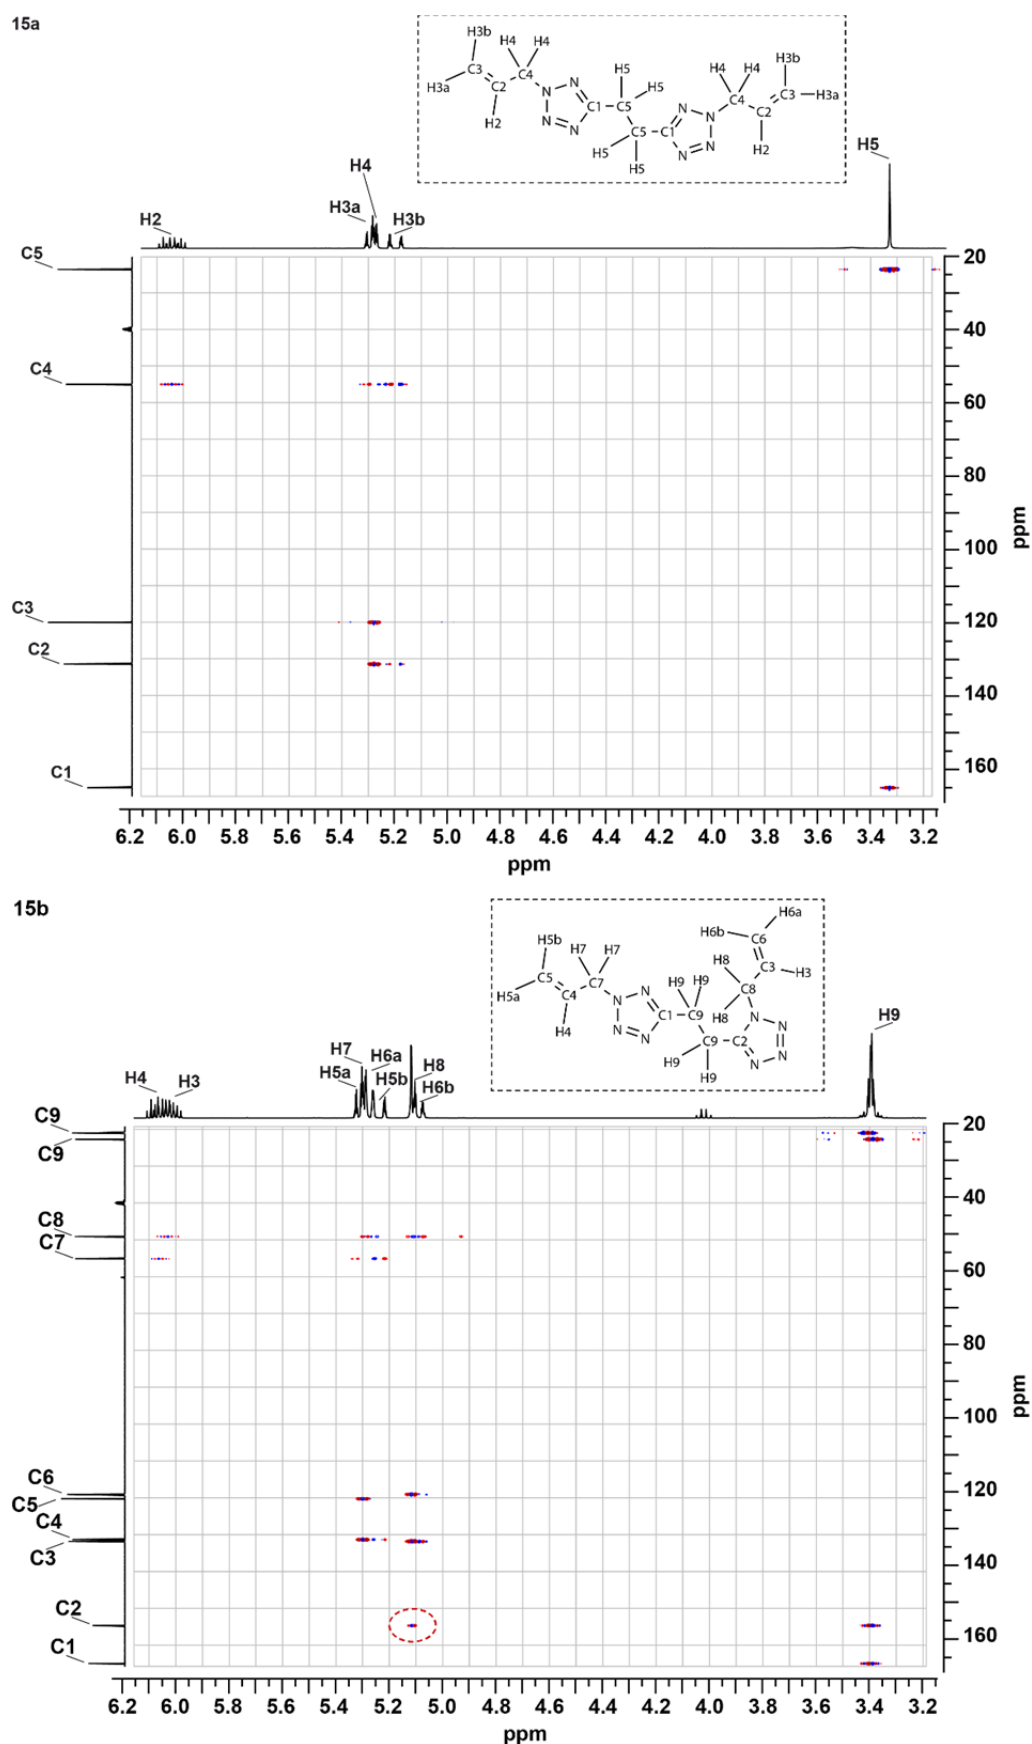 15a
H3b H4 H4
C3 C4
H3a C2
H2
N N
N N
C1
H5
C5 H5
C5 C1
H5 H5
N N
N N
H4 H4 H3b
C4 C3 H3a
C2
H2
H2
H3a
H4
H3b
H5
C5
C4
C3
C2
C1
20
40
60
80
100
120
140
160
ppm
6.2 6.0 5.8 5.6 5.4 5.2 5.0 4.8 4.6 4.4 4.2 4.0 3.8 3.6 3.4 3.2
ppm
15b
H6a
H6b C6
H5b H7 H7
H8 C3 H3
C5 C7
H9 H9 C8
H5a C4
H8
H4
N N
N N
C1 C9
C9 C2
H9 H9
N N
N N
H4
H3
H5a
H7
H6a
H5b
H8
H6b
H9
C9
C9
C8
C7
C6
C5
C4
C3
C2
C1
20
40
60
80
100
120
140
160
ppm
6.2 6.0 5.8 5.6 5.4 5.2 5.0 4.8 4.6 4.4 4.2 4.0 3.8 3.6 3.4 3.2
ppm